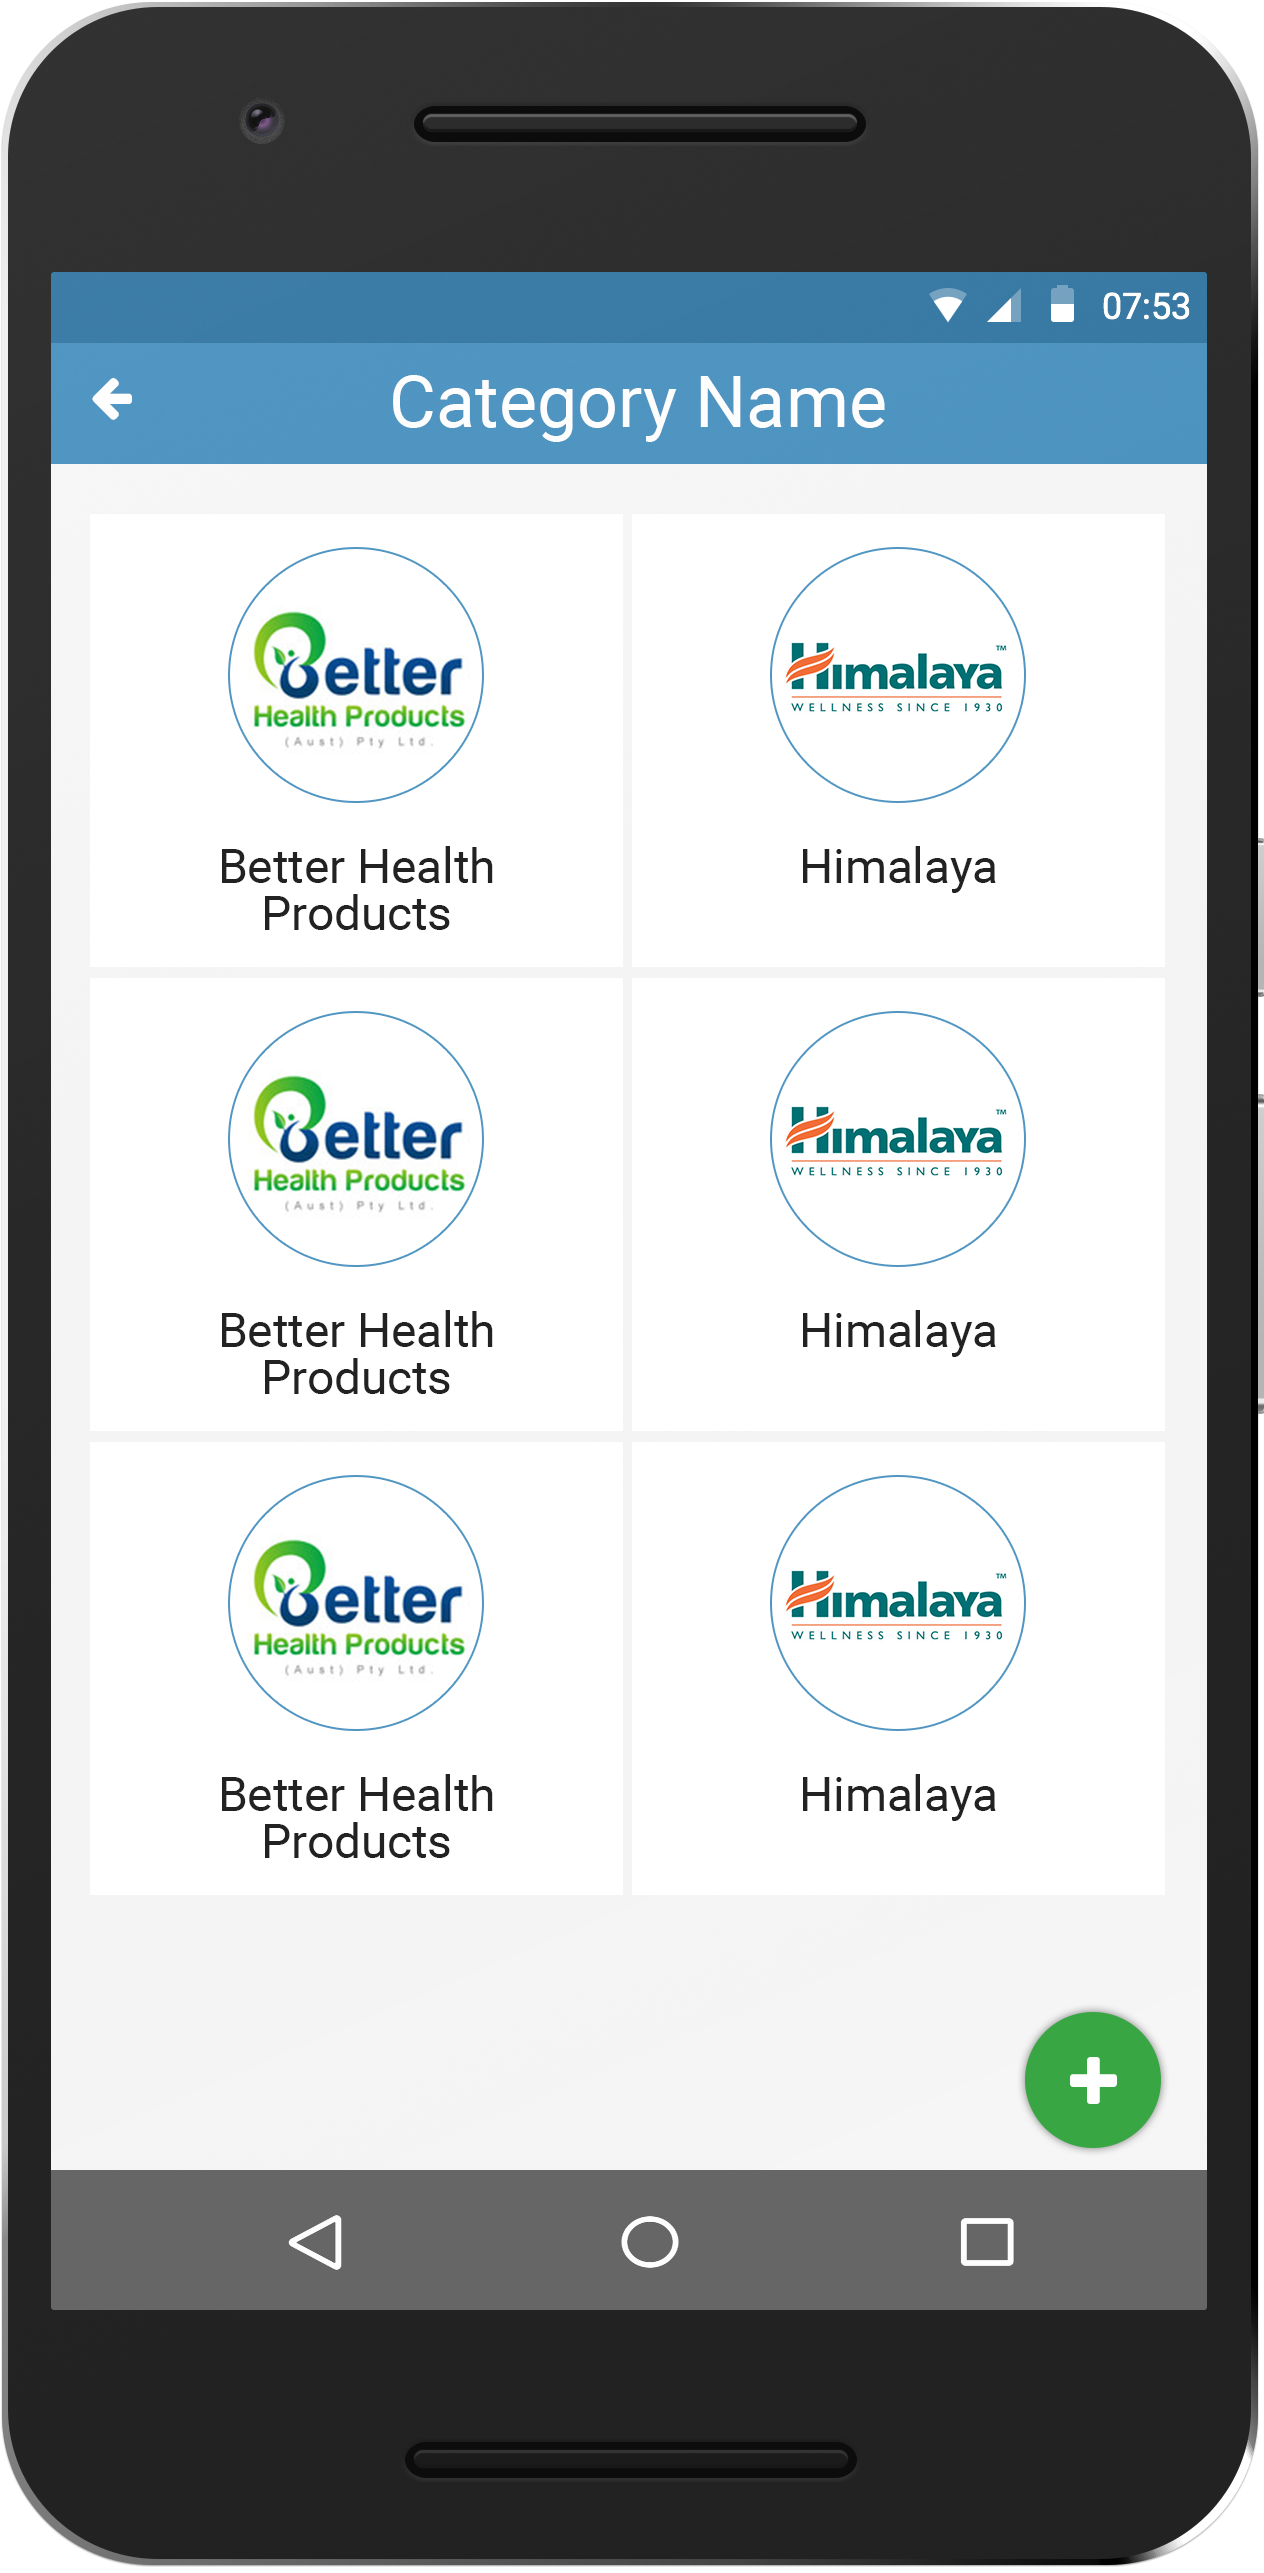 07:53
Category Name
Better
Health Products
(Aust) Pty Ltd.
Himalaya™
WELLNESS SINCE 1930
Better Health
Products
Himalaya
Better
Health Products
(Aust) Pty Ltd.
Himalaya™
WELLNESS SINCE 1930
Better Health
Products
Himalaya
Better
Health Products
(Aust) Pty Ltd.
Himalaya™
WELLNESS SINCE 1930
Better Health
Products
Himalaya